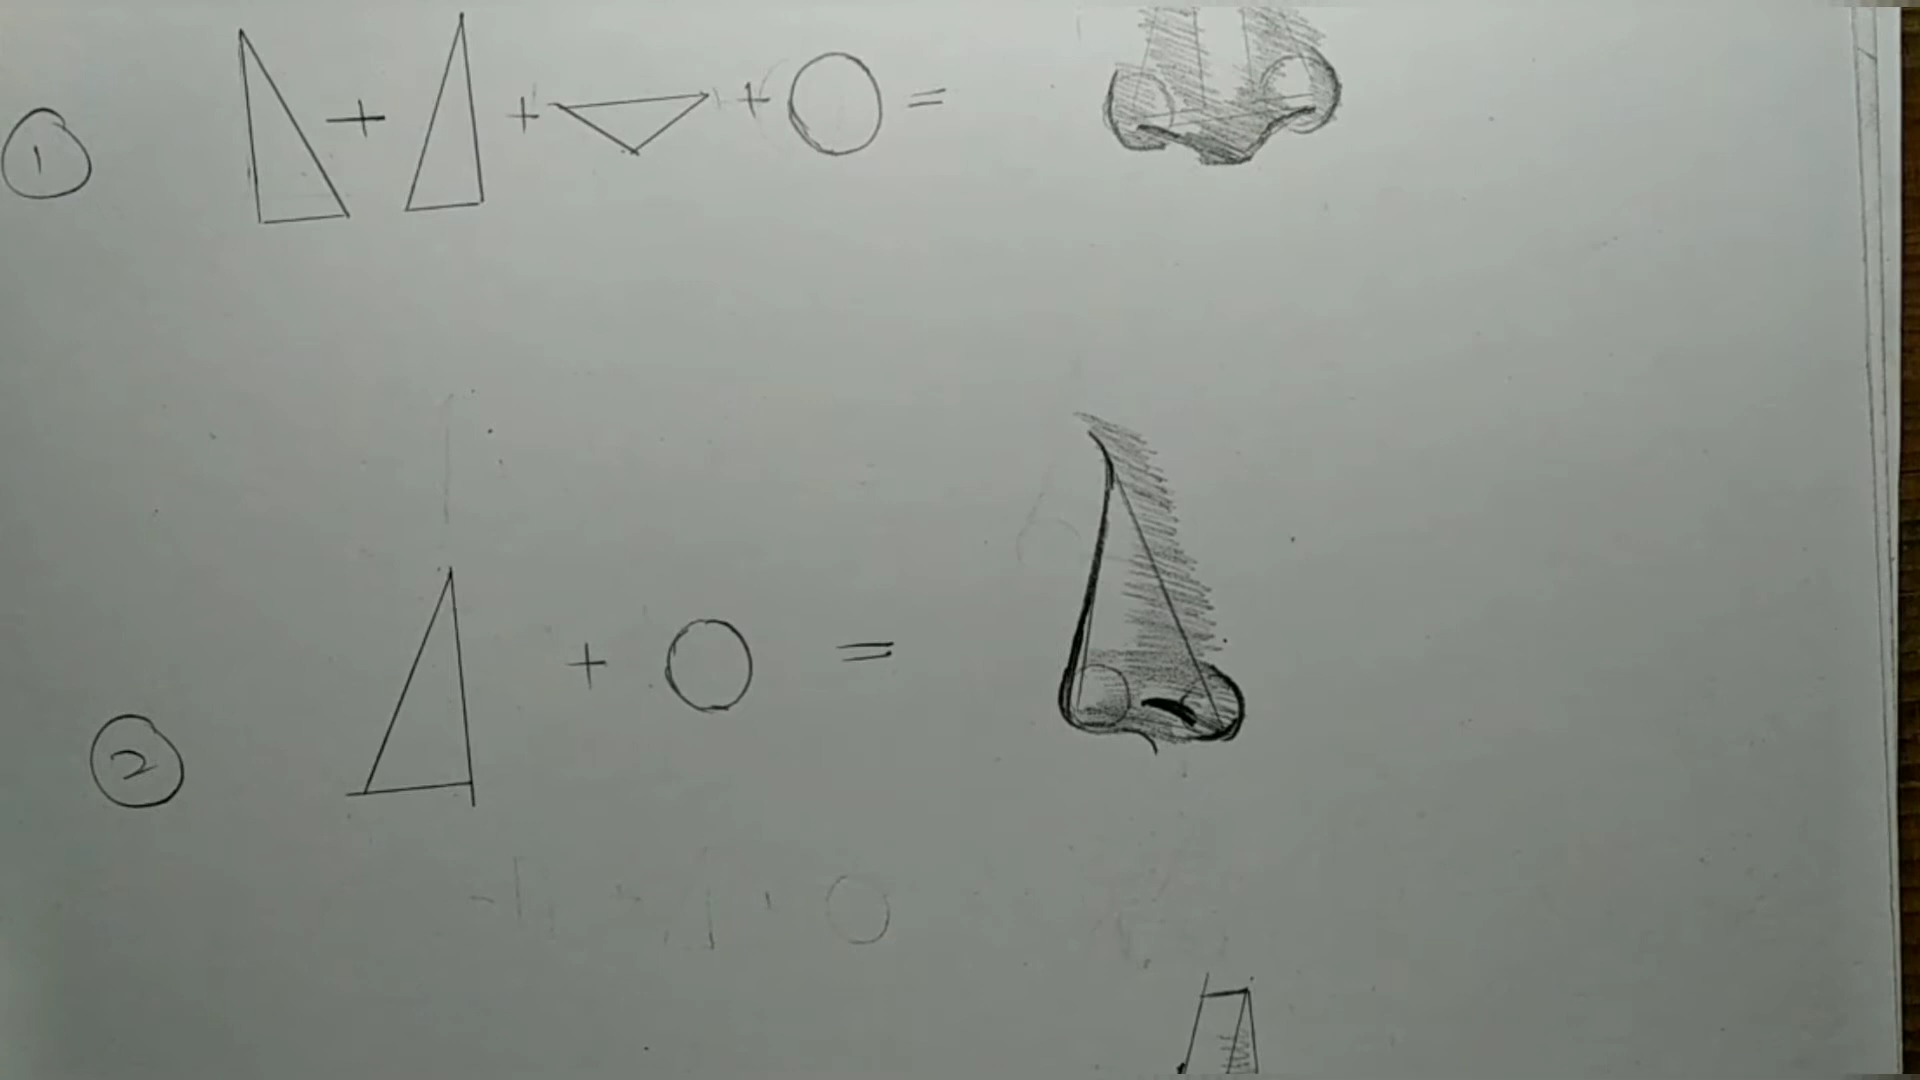 ① + + + =
② + =